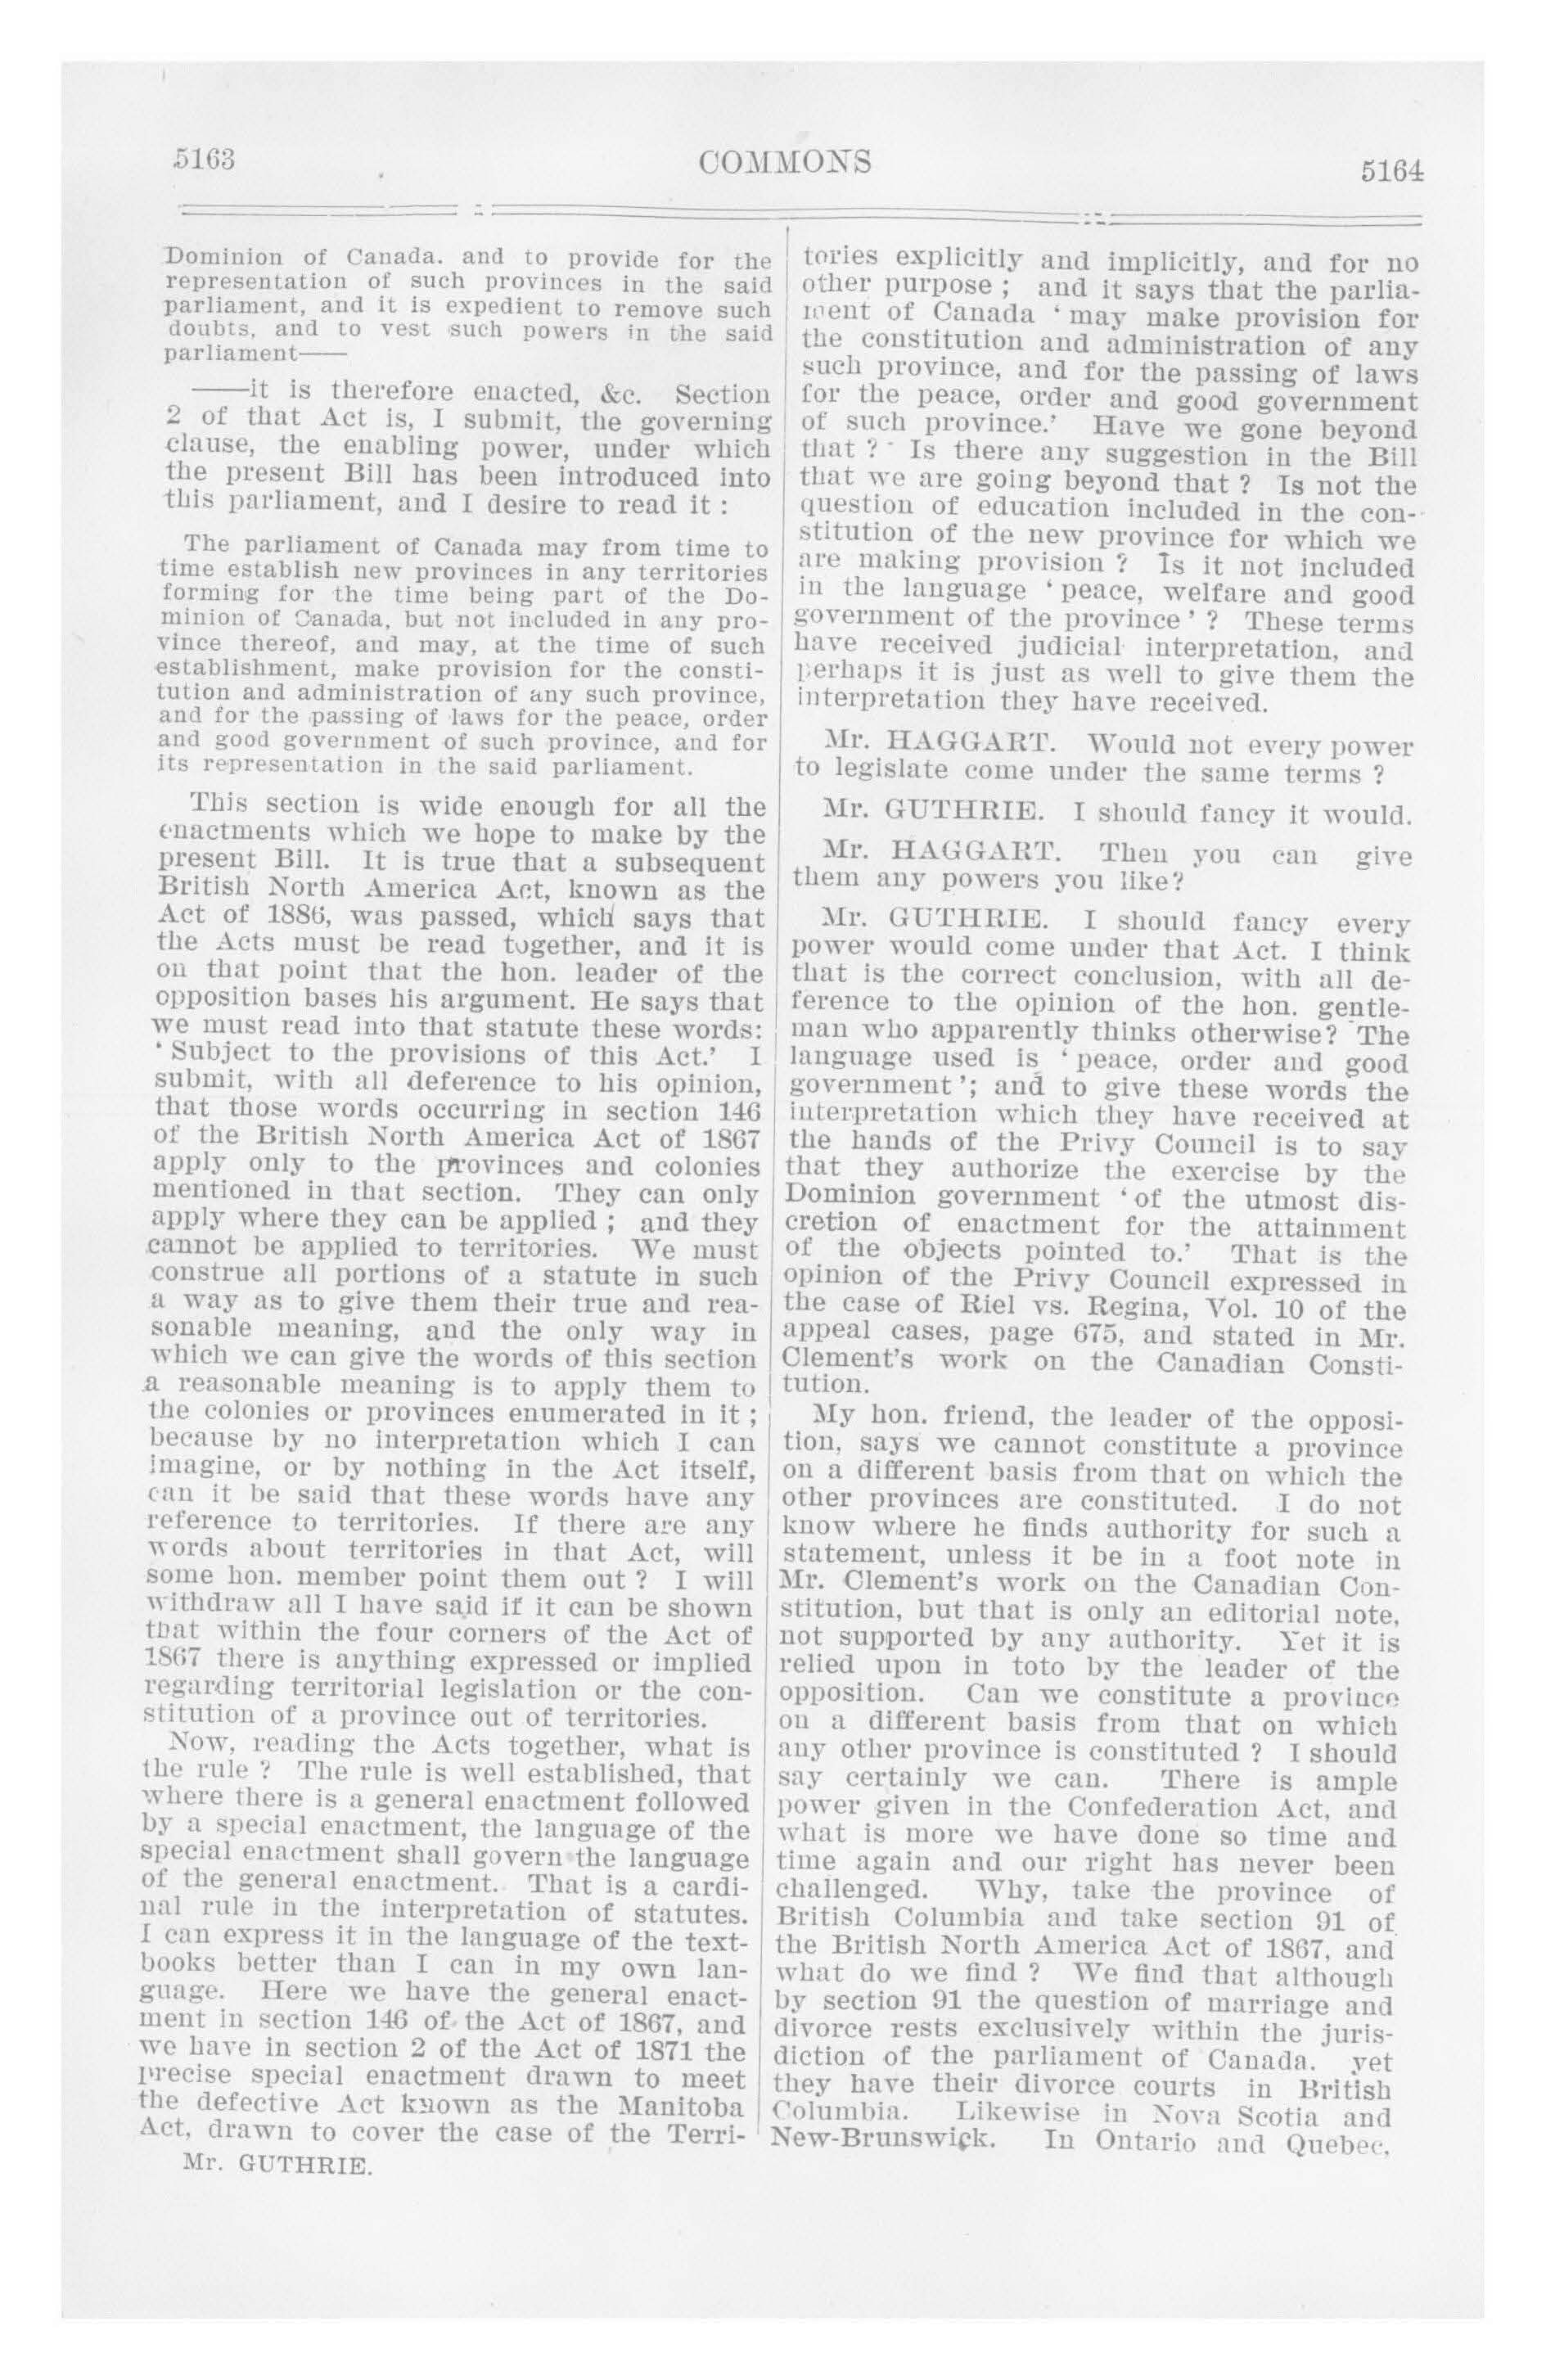 5163
COMMONS
5164
Dominion of Canada. and to provide for the
representation of such provinces in the said
parliament, and it is expedient to remove such
doubts, and to vest such powers in the said
parliament——
——it is therefore enacted, &c. Section
2 of that Act is, I submit, the governing
clause, the enabling power, under which
the present Bill has been introduced into
this parliament, and I desire to read it :
The parliament of Canada may from time to
time establish new provinces in any territories
forming for the time being part of the Do-
minion of Canada, but not included in any pro-
vince thereof, and may, at the time of such
establishment, make provision for the consti-
tution and administration of any such province,
and for the passing of laws for the peace, order
and good government of such province, and for
its representation in the said parliament.
This section is wide enough for all the
enactments which we hope to make by the
present Bill. It is true that a subsequent
British North America Act, known as the
Act of 1886, was passed, which says that
the Acts must be read together, and it is
on that point that the hon. leader of the
opposition bases his argument. He says that
we must read into that statute these words:
‘ Subject to the provisions of this Act.’ I
submit, with all deference to his opinion,
that those words occurring in section 146
of the British North America Act of 1867
apply only to the provinces and colonies
mentioned in that section. They can only
apply where they can be applied ; and they
cannot be applied to territories. We must
construe all portions of a statute in such
a way as to give them their true and rea-
sonable meaning, and the only way in
which we can give the words of this section
a reasonable meaning is to apply them to
the colonies or provinces enumerated in it ;
because by no interpretation which I can
imagine, or by nothing in the Act itself,
can it be said that these words have any
reference to territories. If there are any
words about territories in that Act, will
some hon. member point them out ? I will
withdraw all I have said if it can be shown
that within the four corners of the Act of
1867 there is anything expressed or implied
regarding territorial legislation or the con-
stitution of a province out of territories.
Now, reading the Acts together, what is
the rule ? The rule is well established, that
where there is a general enactment followed
by a special enactment, the language of the
special enactment shall govern the language
of the general enactment. That is a cardi-
nal rule in the interpretation of statutes.
I can express it in the language of the text-
books better than I can in my own lan-
guage. Here we have the general enact-
ment in section 146 of the Act of 1867, and
we have in section 2 of the Act of 1871 the
precise special enactment drawn to meet
the defective Act known as the Manitoba
Act, drawn to cover the case of the Terri-
Mr. GUTHRIE.
tories explicitly and implicitly, and for no
other purpose ; and it says that the parlia-
ment of Canada ‘ may make provision for
the constitution and administration of any
such province, and for the passing of laws
for the peace, order and good government
of such province.’ Have we gone beyond
that ? Is there any suggestion in the Bill
that we are going beyond that ? Is not the
question of education included in the con-
stitution of the new province for which we
are making provision ? Is it not included
in the language ‘ peace, welfare and good
government of the province ’ ? These terms
have received judicial interpretation, and
perhaps it is just as well to give them the
interpretation they have received.
Mr. HAGGART. Would not every power
to legislate come under the same terms ?
Mr. GUTHRIE. I should fancy it would.
Mr. HAGGART. Then you can give
them any powers you like?
Mr. GUTHRIE. I should fancy every
power would come under that Act. I think
that is the correct conclusion, with all de-
ference to the opinion of the hon. gentle-
man who apparently thinks otherwise? The
language used is ‘ peace, order and good
government ’; and to give these words the
interpretation which they have received at
the hands of the Privy Council is to say
that they authorize the exercise by the
Dominion government ‘ of the utmost dis-
cretion of enactment for the attainment
of the objects pointed to.’ That is the
opinion of the Privy Council expressed in
the case of Riel vs. Regina, Vol. 10 of the
appeal cases, page 675, and stated in Mr.
Clement's work on the Canadian Consti-
tution.
My hon. friend, the leader of the opposi-
tion, says we cannot constitute a province
on a different basis from that on which the
other provinces are constituted. I do not
know where he finds authority for such a
statement, unless it be in a foot note in
Mr. Clement's work on the Canadian Con-
stitution, but that is only an editorial note,
not supported by any authority. Yet it is
relied upon in toto by the leader of the
opposition. Can we constitute a province
on a different basis from that on which
any other province is constituted ? I should
say certainly we can. There is ample
power given in the Confederation Act, and
what is more we have done so time and
time again and our right has never been
challenged. Why, take the province of
British Columbia and take section 91 of
the British North America Act of 1867, and
what do we find ? We find that although
by section 91 the question of marriage and
divorce rests exclusively within the juris-
diction of the parliament of Canada. yet
they have their divorce courts in British
Columbia. Likewise in Nova Scotia and
New-Brunswick. In Ontario and Quebec,